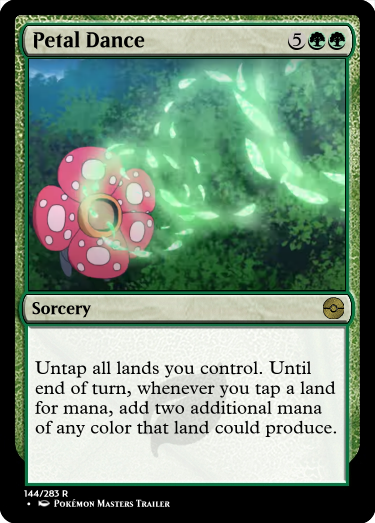 Petal Dance 5
Sorcery
Untap all lands you control. Until
end of turn, whenever you tap a land
for mana, add two additional mana
of any color that land could produce.
144/283 R
• Pokémon Masters Trailer